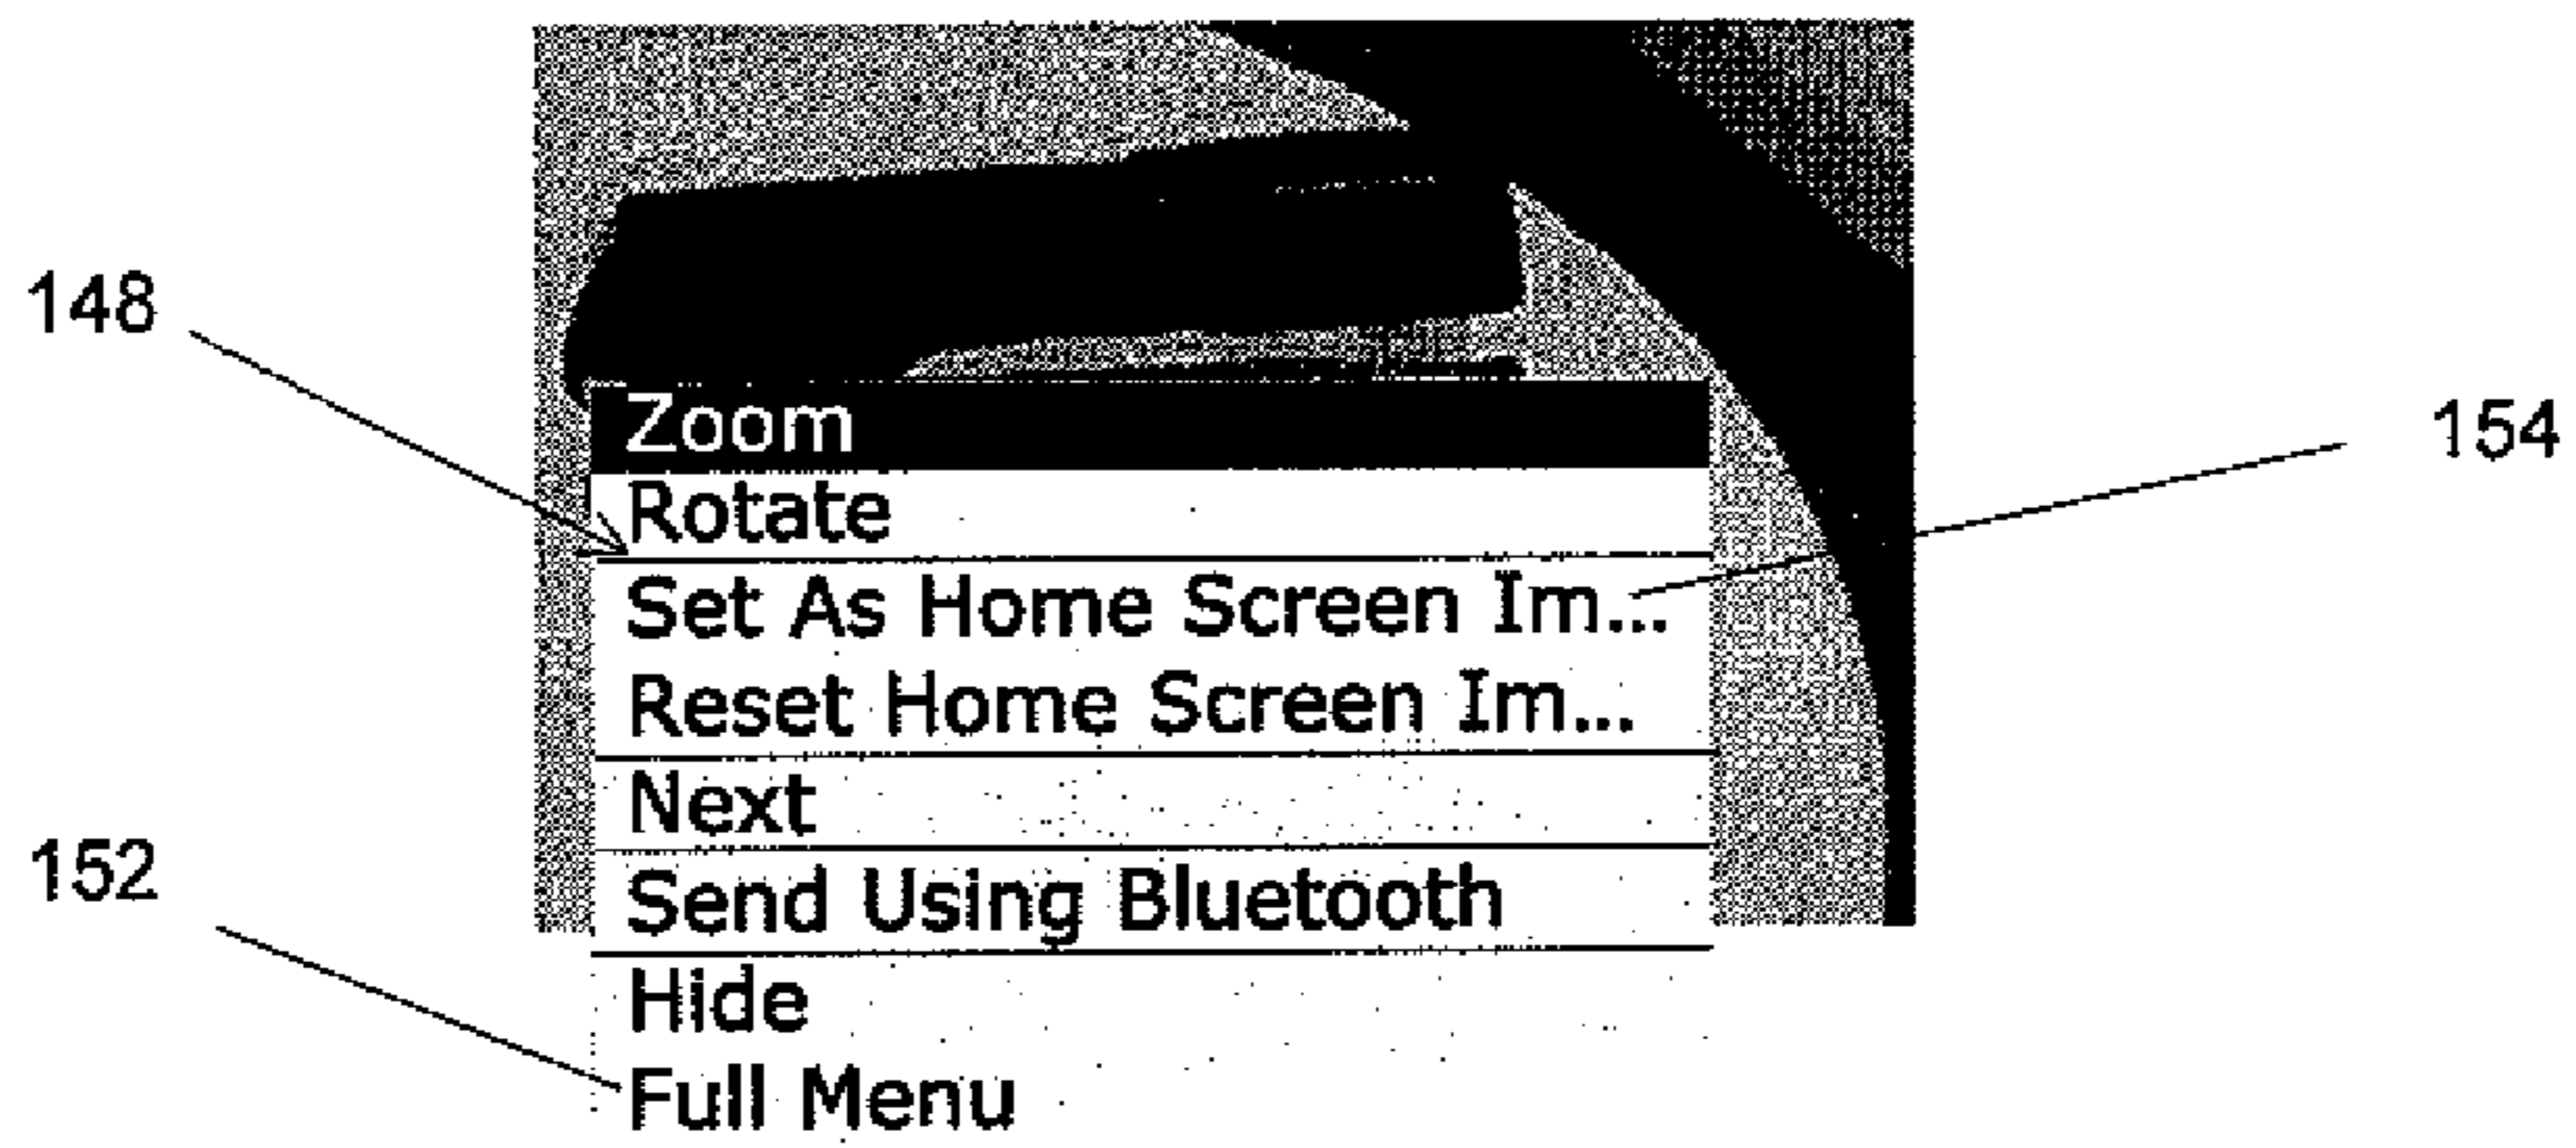 148
154
Zoom
Rotate
Set As Home Screen Im...
Reset Home Screen Im...
Next
152
Send Using Bluetooth
Hide
Full Menu